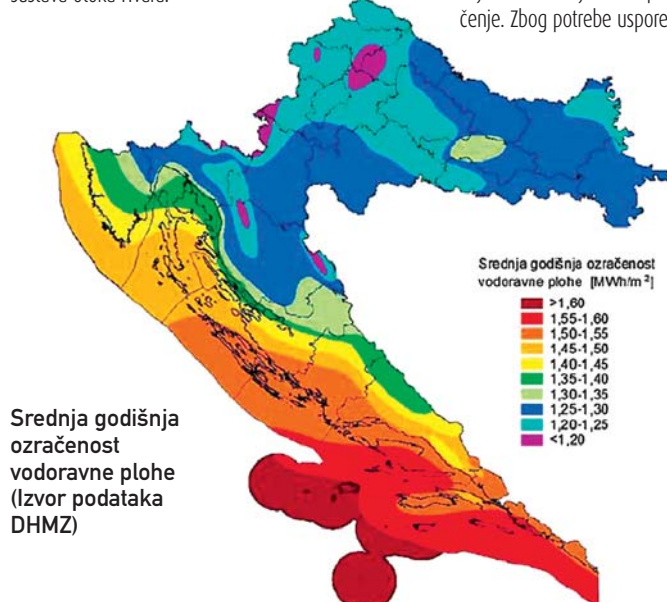 čenje. Zbog potrebe uspore
Srednja godišnja ozračenost
vodoravne plohe [MWh/m²]
>1,60
1,55-1,60
1,50-1,55
1,45-1,50
1,40-1,45
1,35-1,40
1,30-1,35
1,25-1,30
1,20-1,25
<1,20
Srednja godišnja
ozračenost
vodoravne plohe
(Izvor podataka
DHMZ)